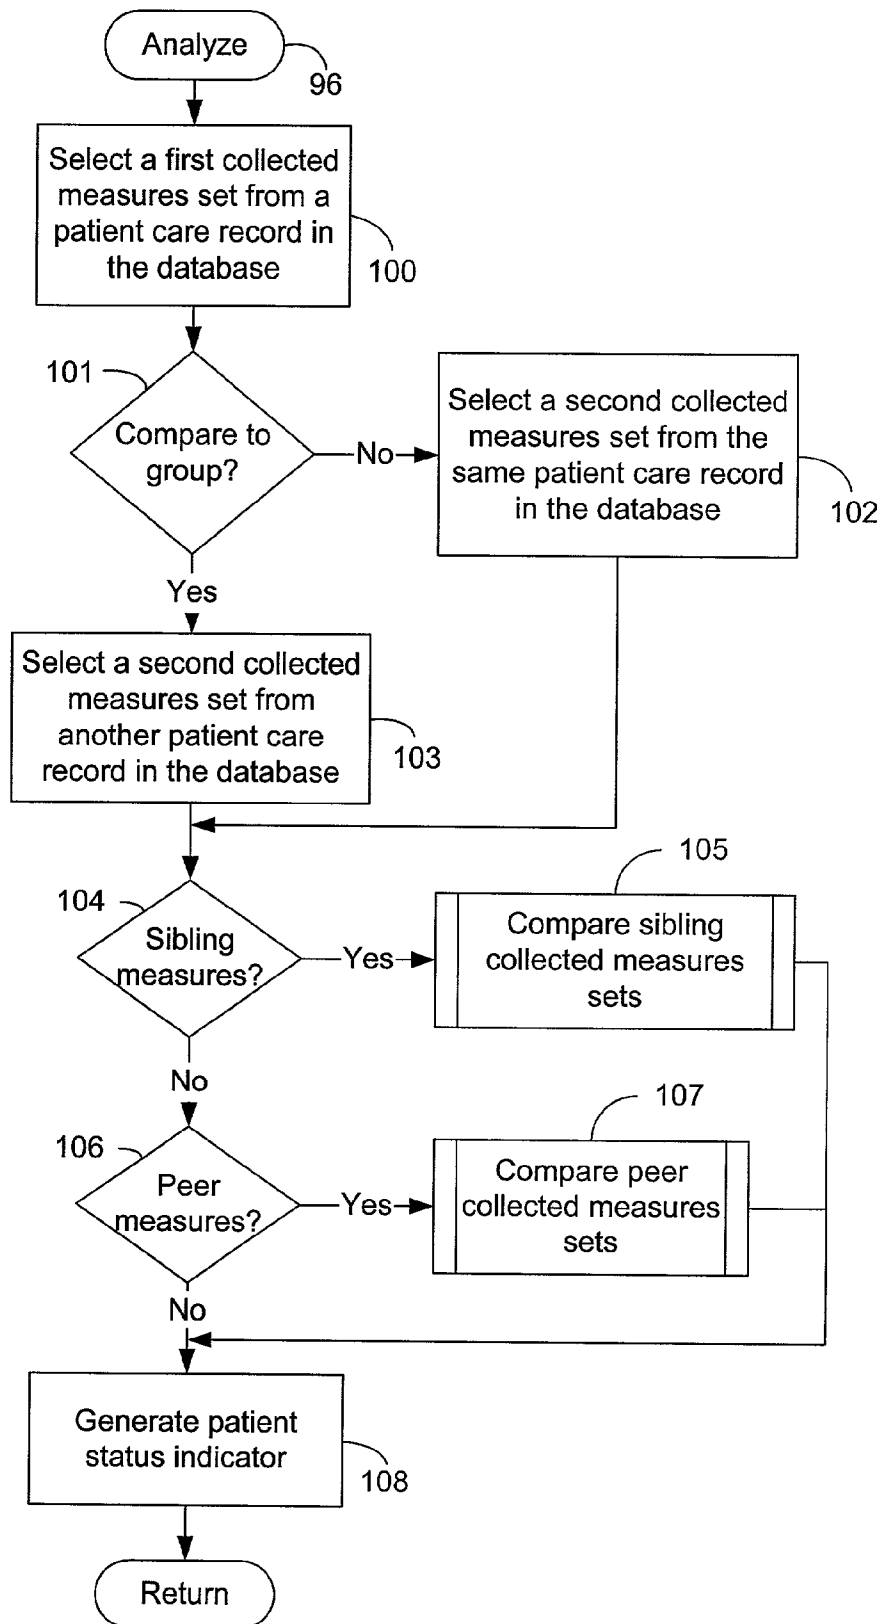 Analyze
96
Select a first collected
measures set from a
patient care record in
the database
100
101
Compare to
group?
No
Select a second collected
measures set from the
same patient care record
in the database
102
Yes
Select a second collected
measures set from
another patient care
record in the database
103
104
Sibling
measures?
Yes
105
Compare sibling
collected measures
sets
No
106
Peer
measures?
Yes
107
Compare peer
collected measures
sets
No
Generate patient
status indicator
108
Return